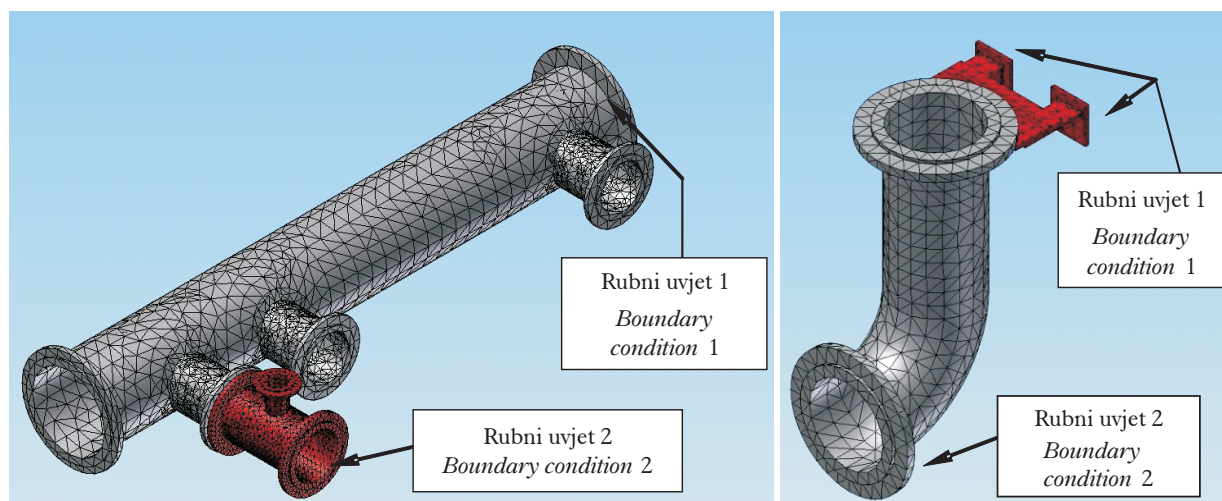 Rubni uvjet 1
Boundary
condition 1
Rubni uvjet 2
Boundary condition 2
Rubni uvjet 1
Boundary
condition 1
Rubni uvjet 2
Boundary
condition 2